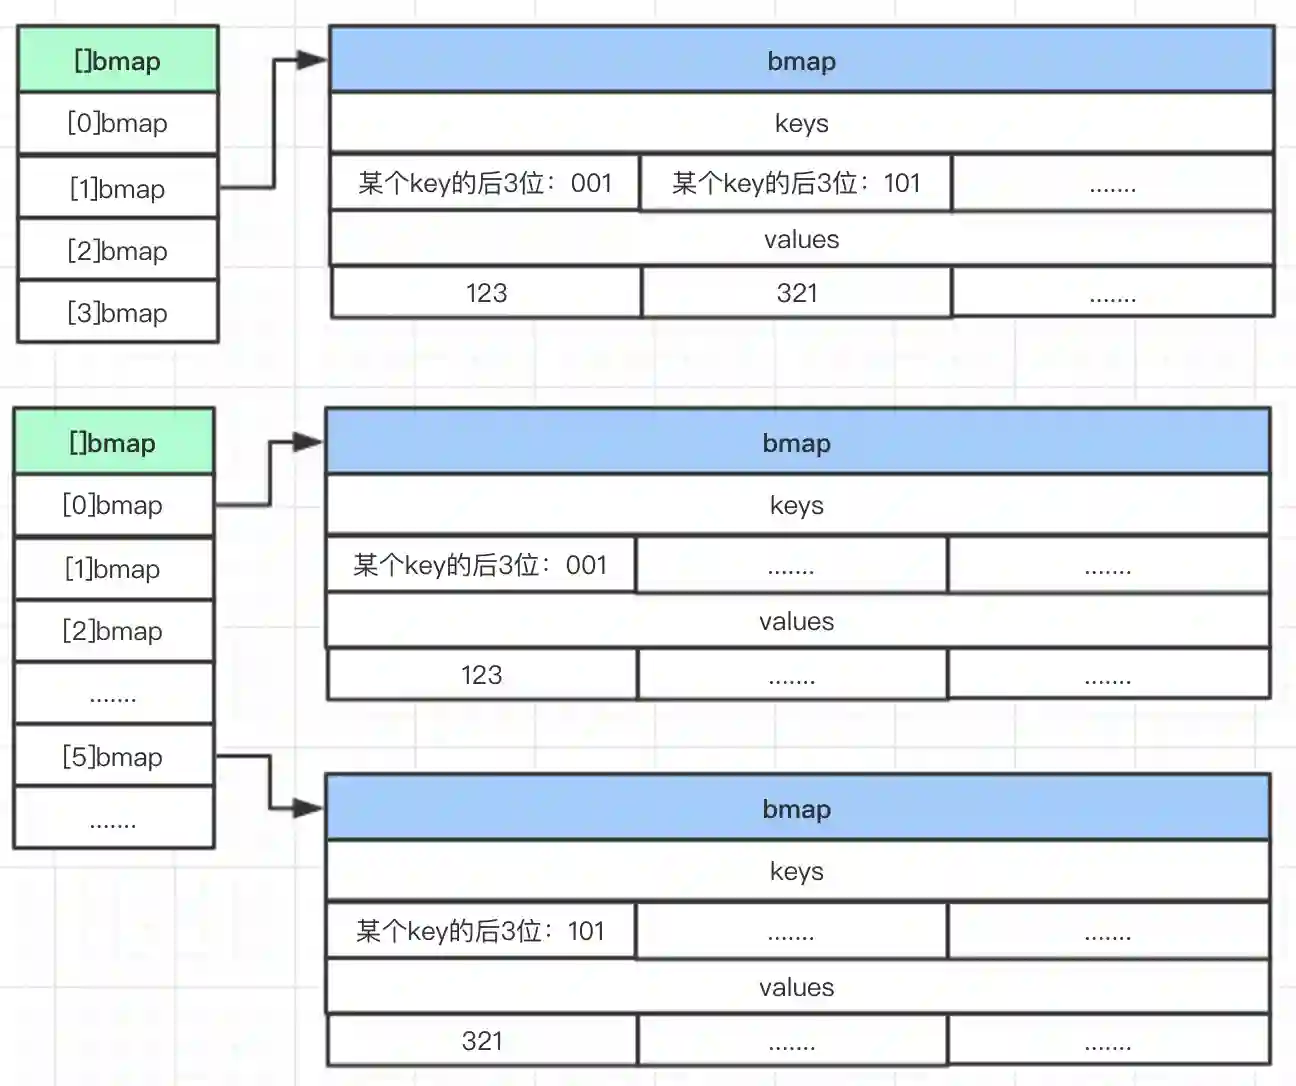 []bmap
[0]bmap
[1]bmap
[2]bmap
[3]bmap
bmap
keys
某个key的后3位：001 某个key的后3位：101 .......
values
123 321 .......
[]bmap
[0]bmap
[1]bmap
[2]bmap
.......
[5]bmap
.......
bmap
keys
某个key的后3位：001 ....... .......
values
123 ....... .......
bmap
keys
某个key的后3位：101 ....... .......
values
321 ....... .......